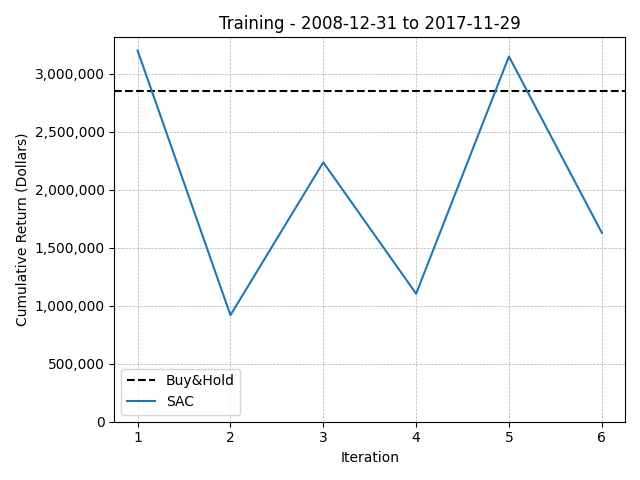 Training - 2008-12-31 to 2017-11-29
Cumulative Return (Dollars)
3,000,000
2,500,000
2,000,000
1,500,000
1,000,000
500,000
0
Buy&Hold
SAC
1 2 3 4 5 6
Iteration